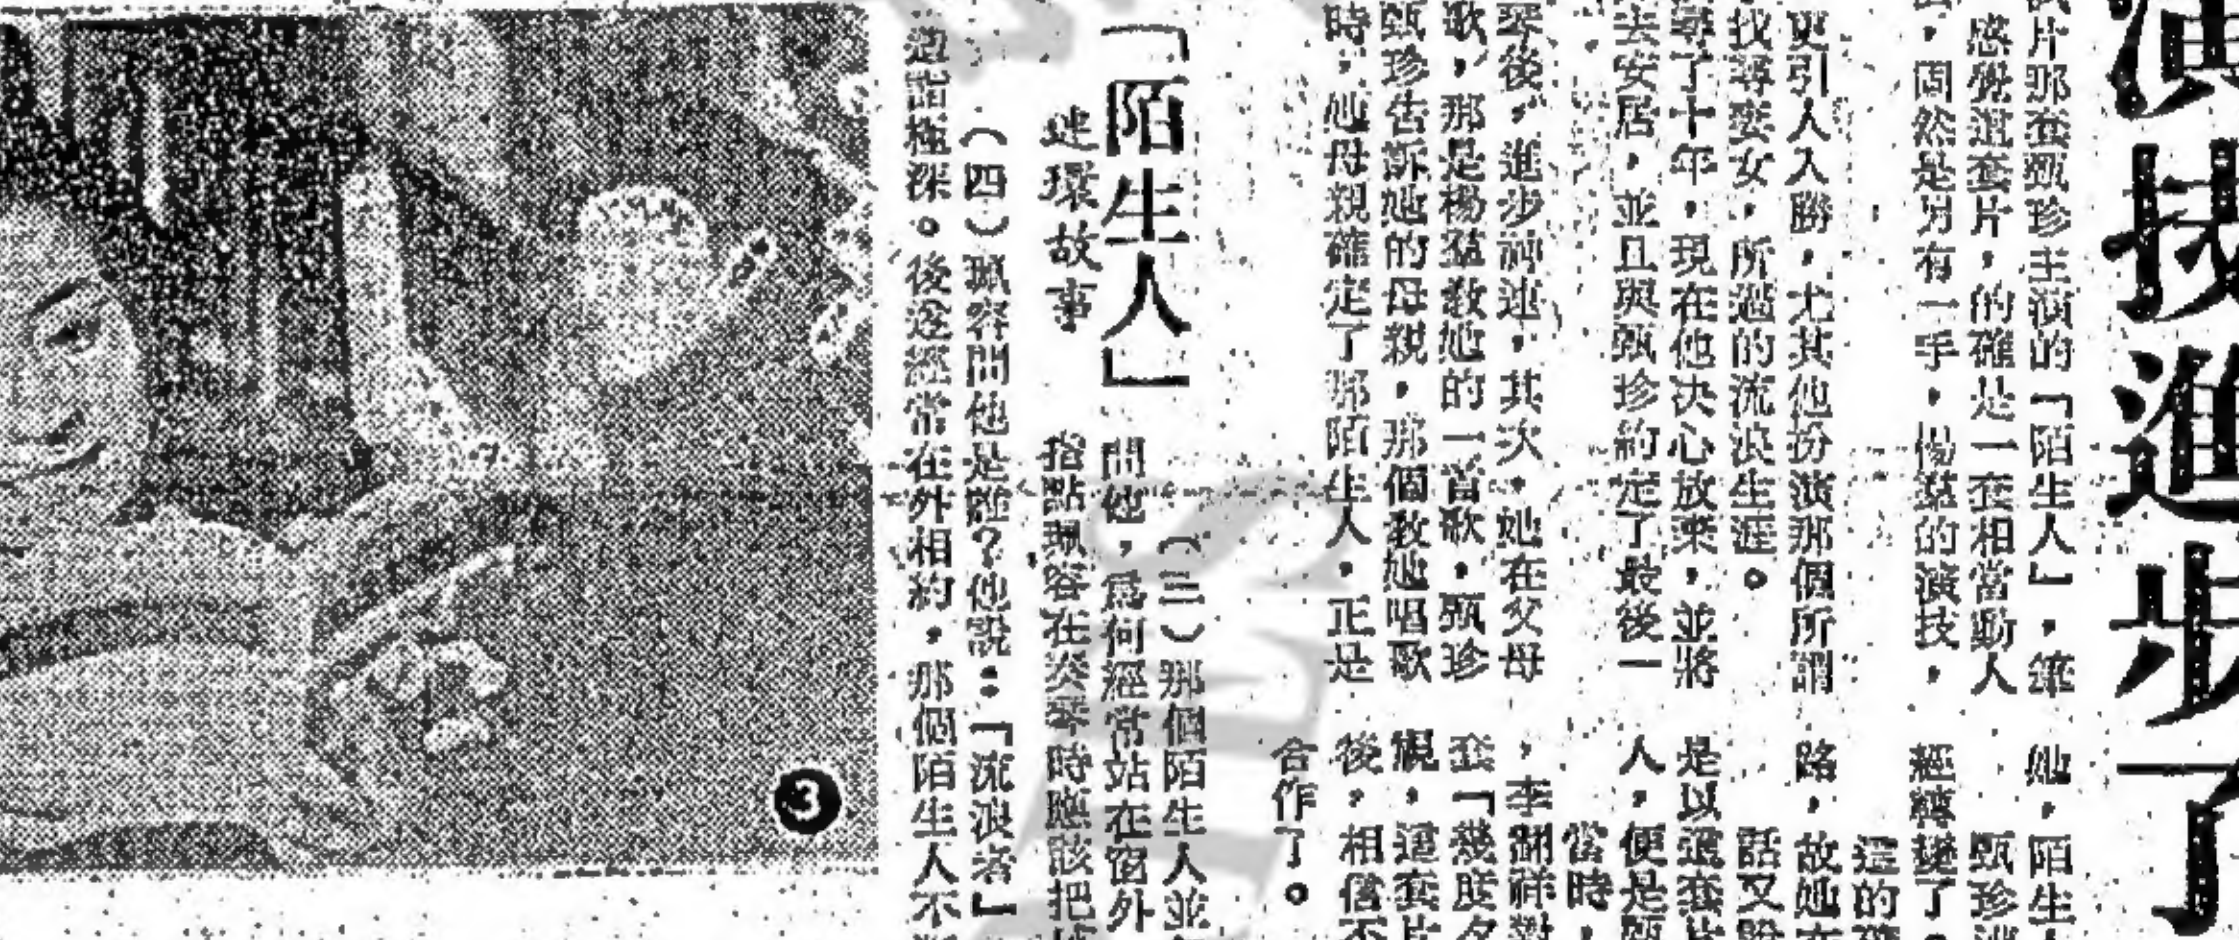 演技進步了
片那套甄珍主演的「陌生人」，
感覺這套片，的確是一套相當動人
，固然是另有一手，楊羣的演技，
更引人入勝，尤其他扮演那個所謂
找尋妻女，所過的流浪生涯。
尋了十年，現在他決心放棄，並將
去安居，並且與甄珍約定了最後一
琴後，進步神速，其次，她在父母
歌，那是楊羣教她的一首歌，甄珍
甄珍告訴她的母親，那個教她唱歌
時，她母親確定了那陌生人，正是
她，陌生
甄珍
經轉變了。
這的確
路，故她在
話又說
是以這套片
人，便是甄
當時，
，李翰祥對
套「幾度夕
視，這套片
後，相信不
合作了。
「陌生人」
連環故事
（三）那個陌生人並
問他，為何經常站在窗外
指點珮容在奏琴時應該把
（四）珮容問他是誰？他說：「流浪者」
造詣極深。後這經常在外相約，那個陌生人不
3